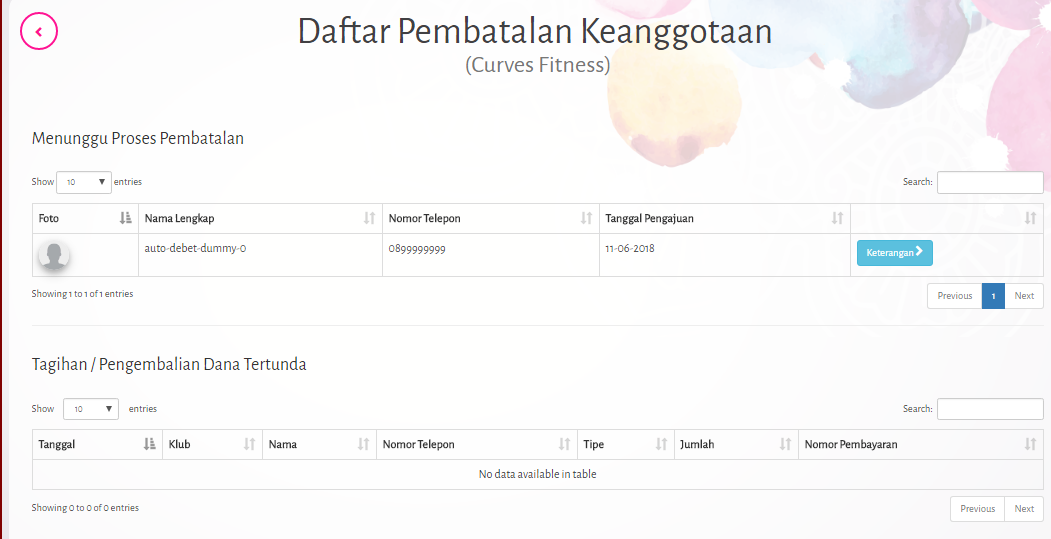 Daftar Pembatalan Keanggotaan
(Curves Fitness)
Menunggu Proses Pembatalan
Show 10 entries Search:
Foto Nama Lengkap Nomor Telepon Tanggal Pengajuan
auto-debet-dummy-0 0899999999 11-06-2018 Keterangan
Showing 1 to 1 of 1 entries Previous 1 Next
Tagihan / Pengembalian Dana Tertunda
Show 10 entries Search:
Tanggal Klub Nama Nomor Telepon Tipe Jumlah Nomor Pembayaran
No data available in table
Showing 0 to 0 of 0 entries Previous Next